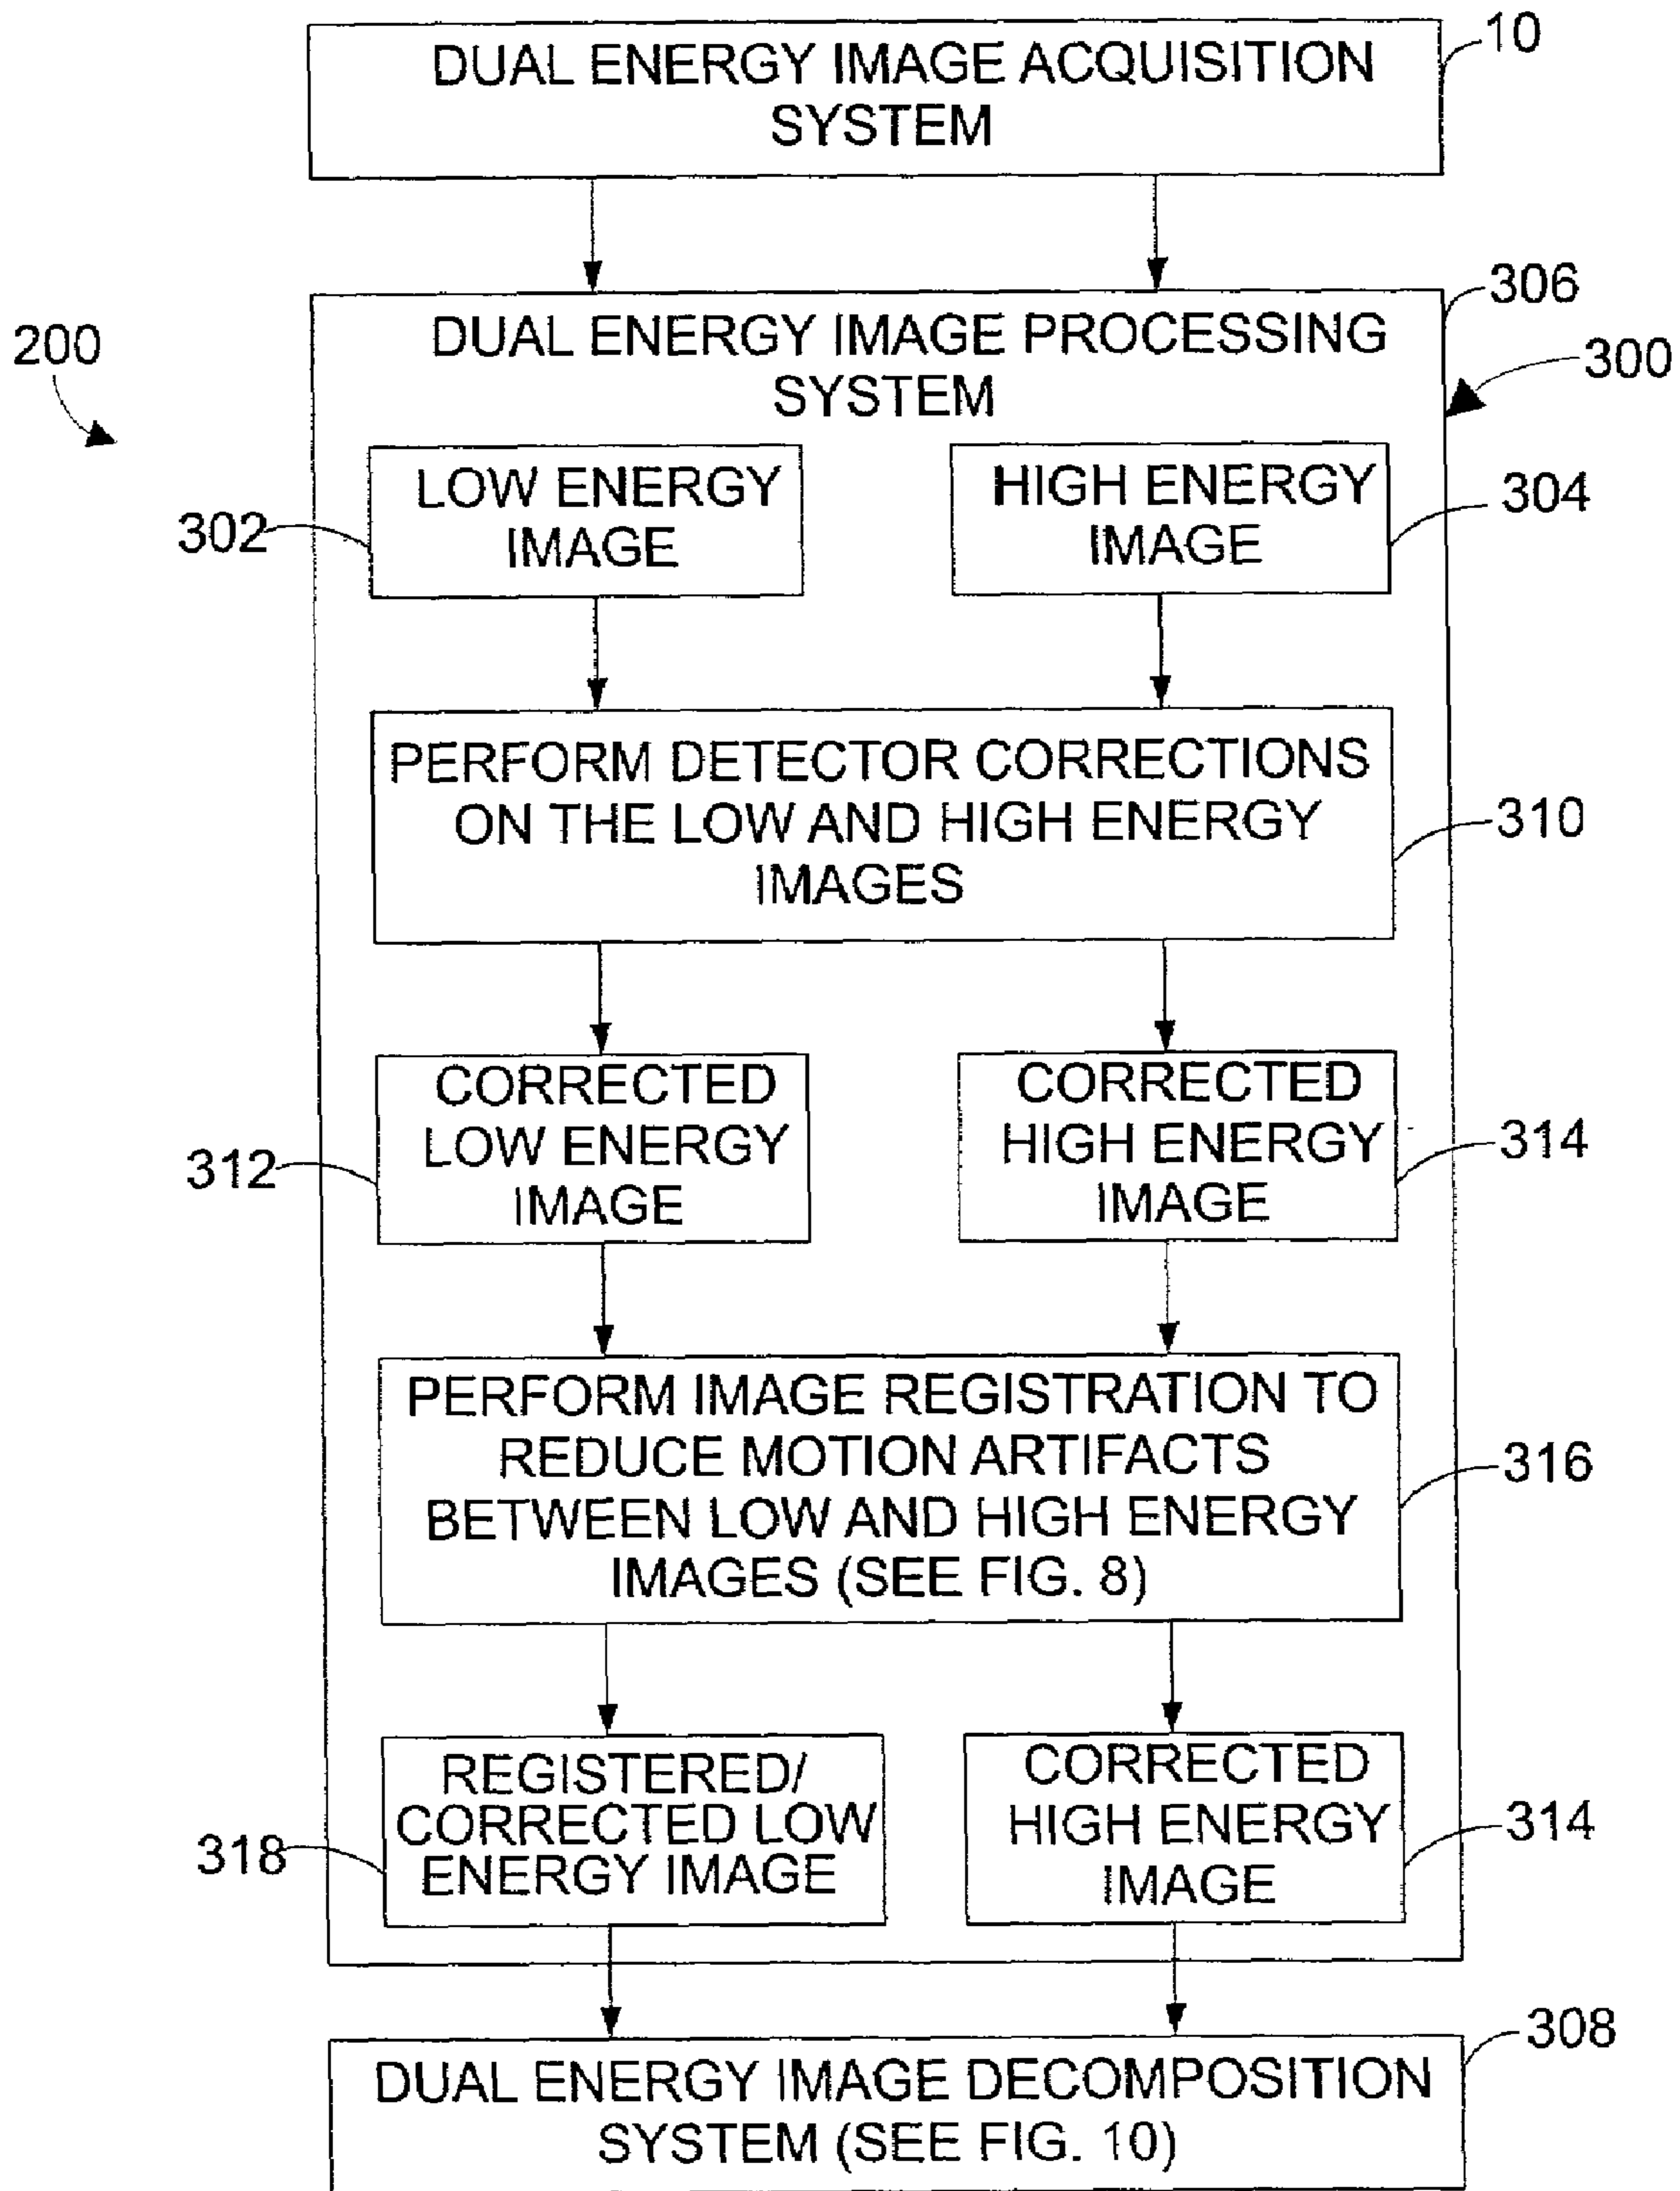 DUAL ENERGY IMAGE ACQUISITION
SYSTEM
10
306
DUAL ENERGY IMAGE PROCESSING
SYSTEM
200
300
LOW ENERGY
IMAGE
302
HIGH ENERGY
IMAGE
304
PERFORM DETECTOR CORRECTIONS
ON THE LOW AND HIGH ENERGY
IMAGES
310
CORRECTED
LOW ENERGY
IMAGE
312
CORRECTED
HIGH ENERGY
IMAGE
314
PERFORM IMAGE REGISTRATION TO
REDUCE MOTION ARTIFACTS
BETWEEN LOW AND HIGH ENERGY
IMAGES (SEE FIG. 8)
316
REGISTERED/
CORRECTED LOW
ENERGY IMAGE
318
CORRECTED
HIGH ENERGY
IMAGE
314
308
DUAL ENERGY IMAGE DECOMPOSITION
SYSTEM (SEE FIG. 10)